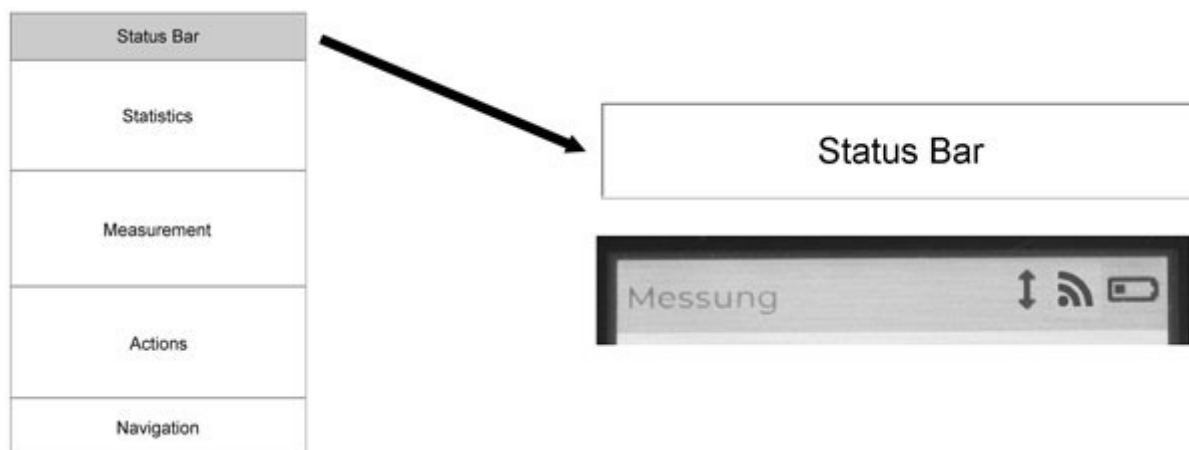 Status Bar
Statistics
Measurement
Actions
Navigation
Status Bar
Messung